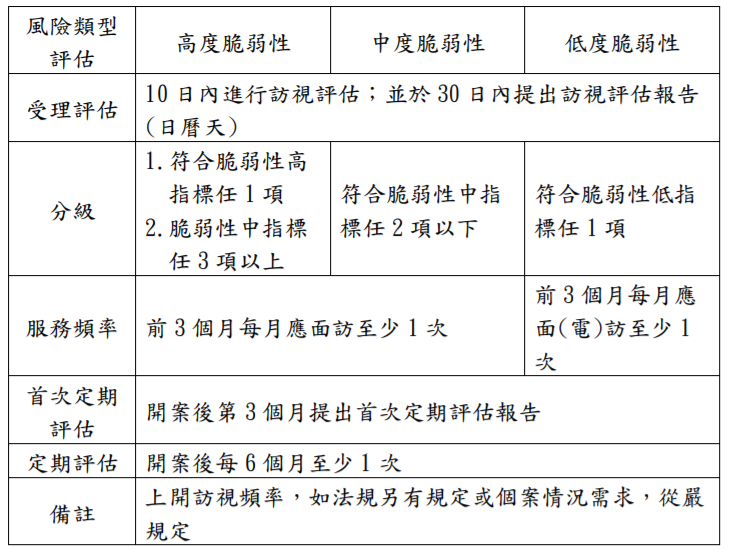 風險類型
評估
高度脆弱性
中度脆弱性
低度脆弱性
受理評估
10日內進行訪視評估；並於30日內提出訪視評估報告
(日曆天)
分級
1.符合脆弱性高
指標任1項
2.脆弱性中指標
任3項以上
符合脆弱性中指
標任2項以下
符合脆弱性低指
標任1項
服務頻率
前3個月每月應面訪至少1次
前3個月每月應
面(電)訪至少1
次
首次定期
評估
開案後第3個月提出首次定期評估報告
定期評估
開案後每6個月至少1次
備註
上開訪視頻率，如法規另有規定或個案情況需求，從嚴
規定